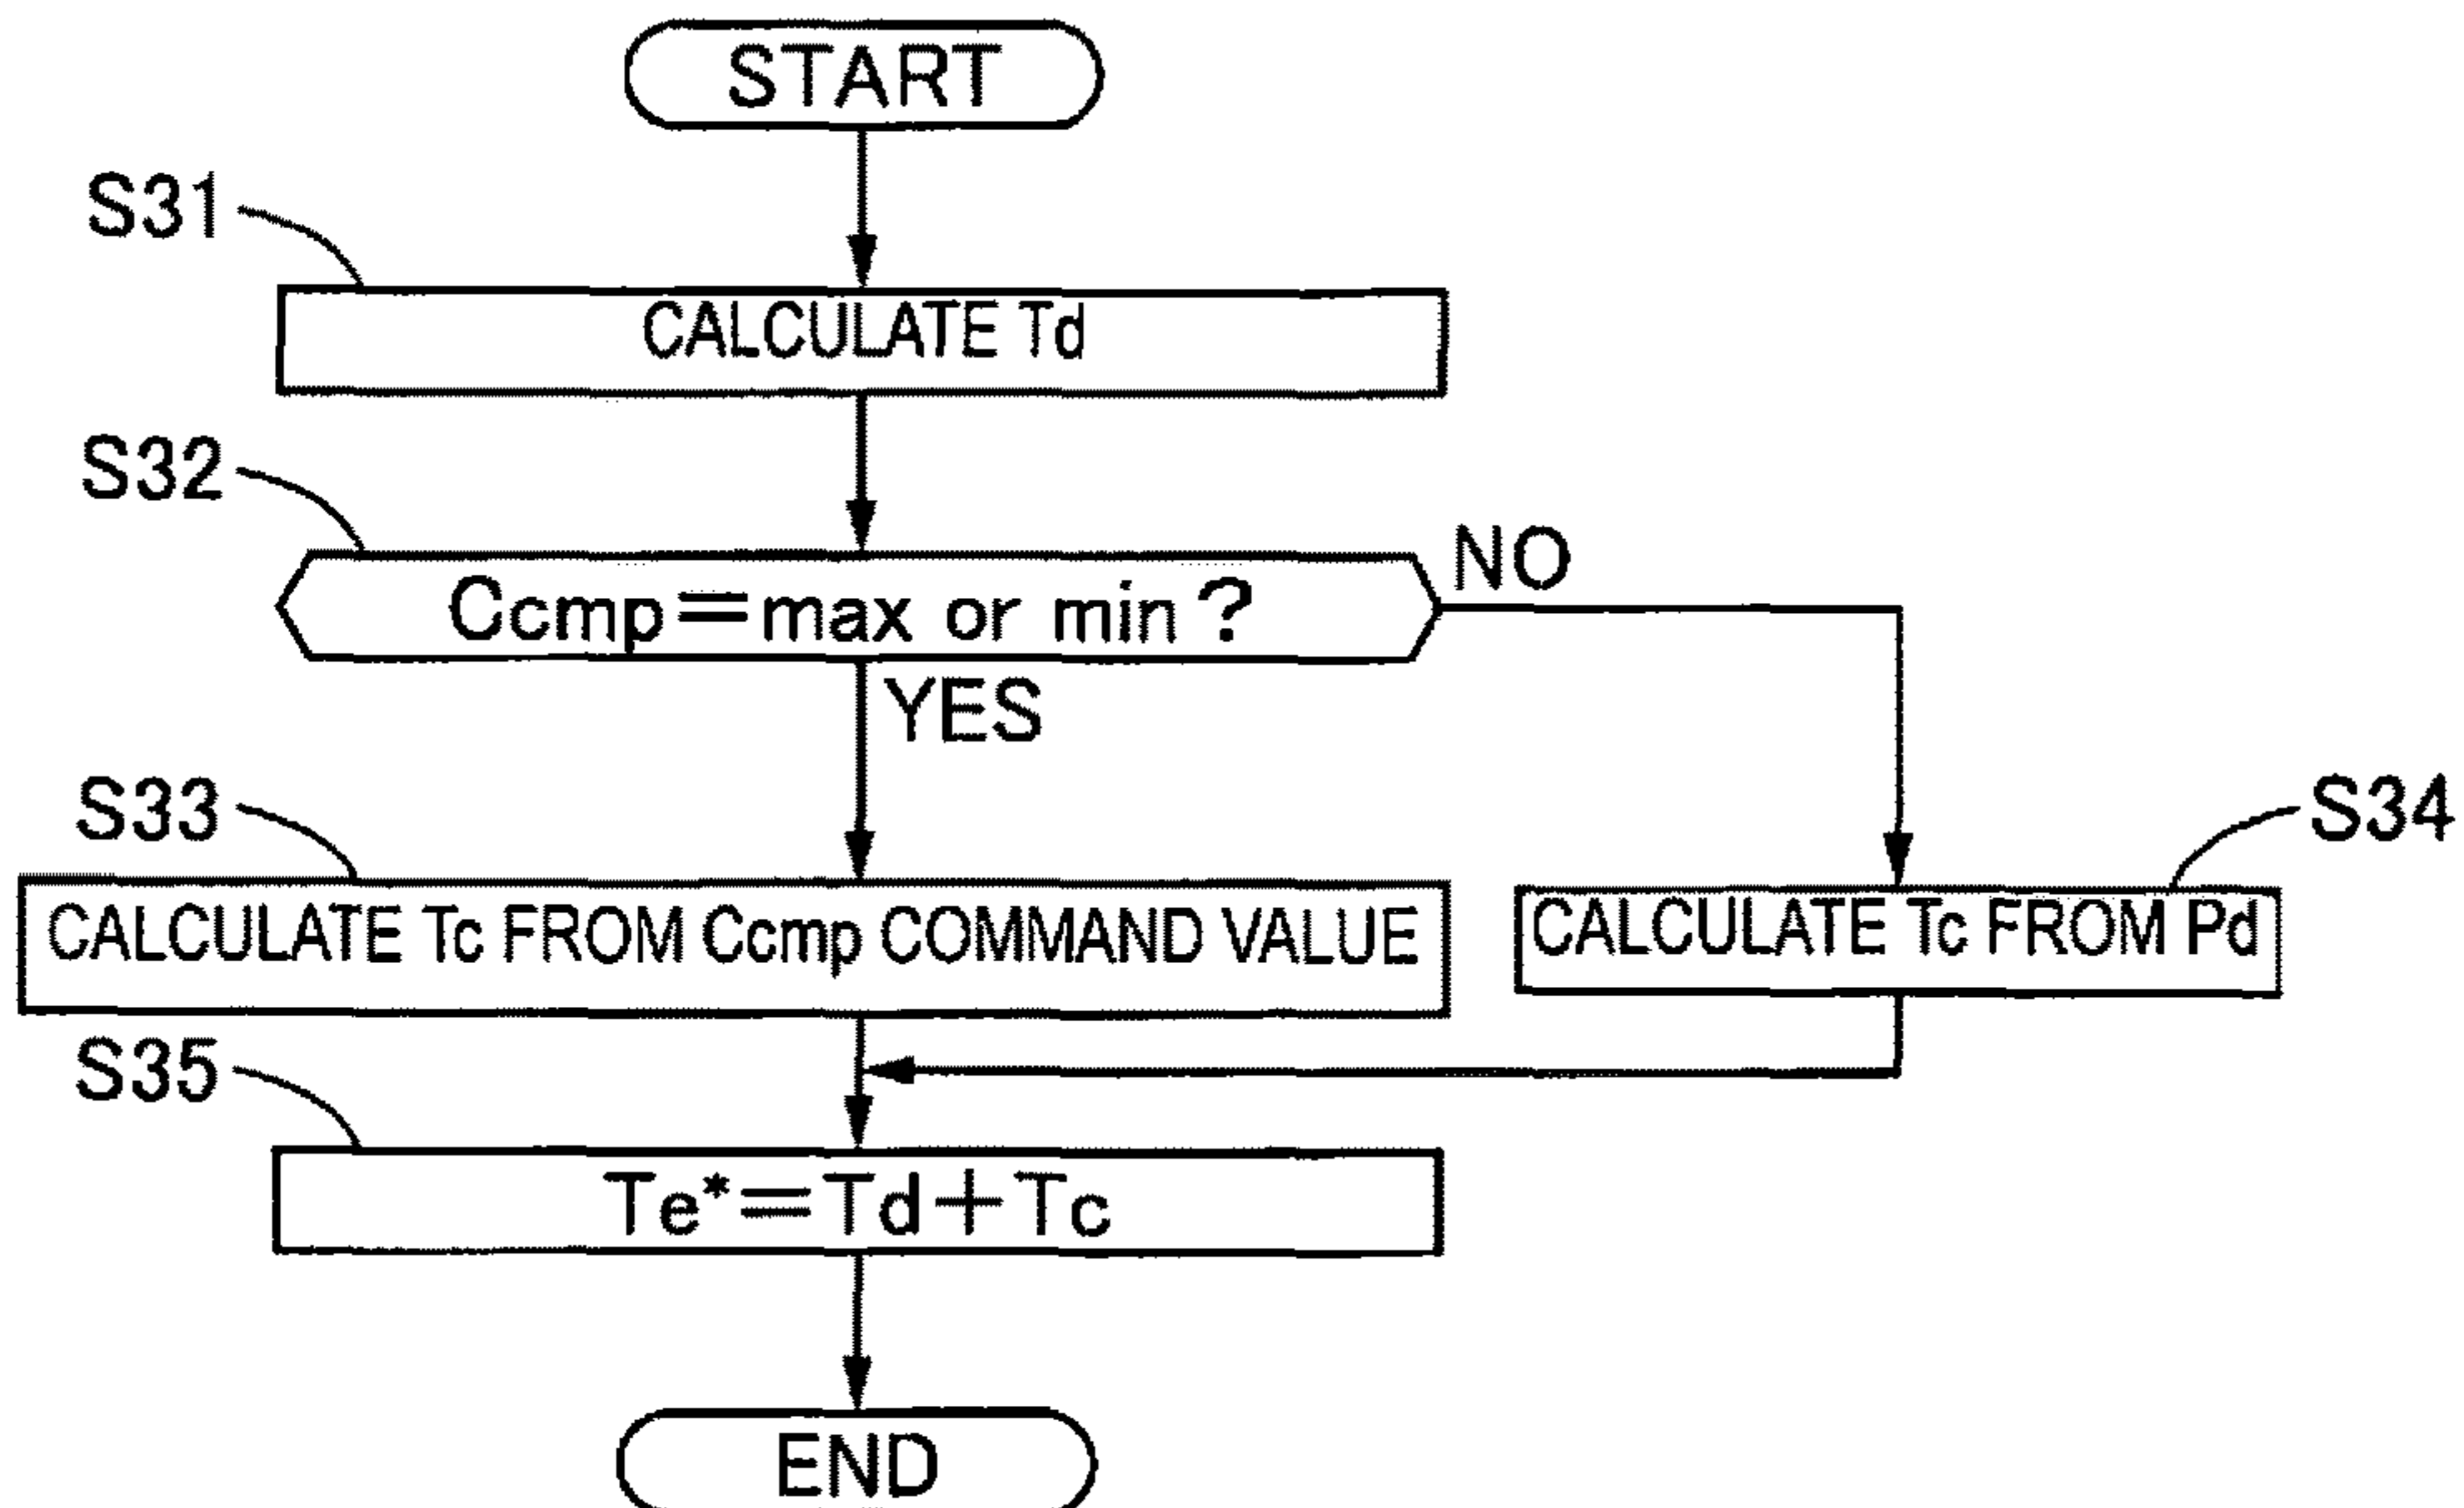 START
S31
CALCULATE Td
S32
Ccmp=max or min ?
NO
YES
S33
CALCULATE Tc FROM Ccmp COMMAND VALUE
S34
CALCULATE Tc FROM Pd
S35
Te*=Td+Tc
END